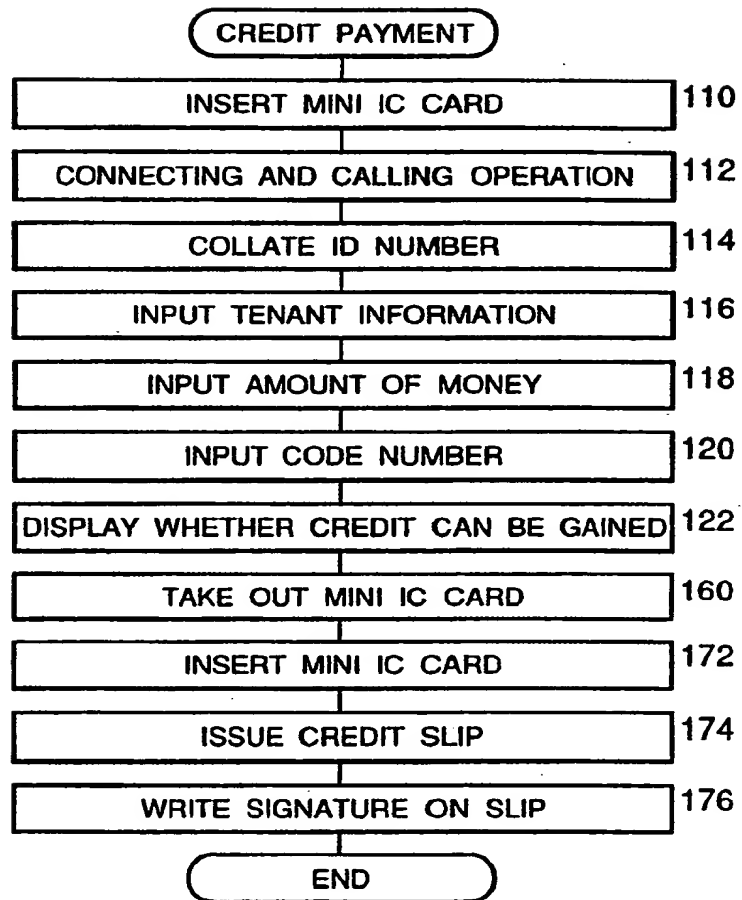 CREDIT PAYMENT
INSERT MINI IC CARD 110
CONNECTING AND CALLING OPERATION 112
COLLATE ID NUMBER 114
INPUT TENANT INFORMATION 116
INPUT AMOUNT OF MONEY 118
INPUT CODE NUMBER 120
DISPLAY WHETHER CREDIT CAN BE GAINED 122
TAKE OUT MINI IC CARD 160
INSERT MINI IC CARD 172
ISSUE CREDIT SLIP 174
WRITE SIGNATURE ON SLIP 176
END